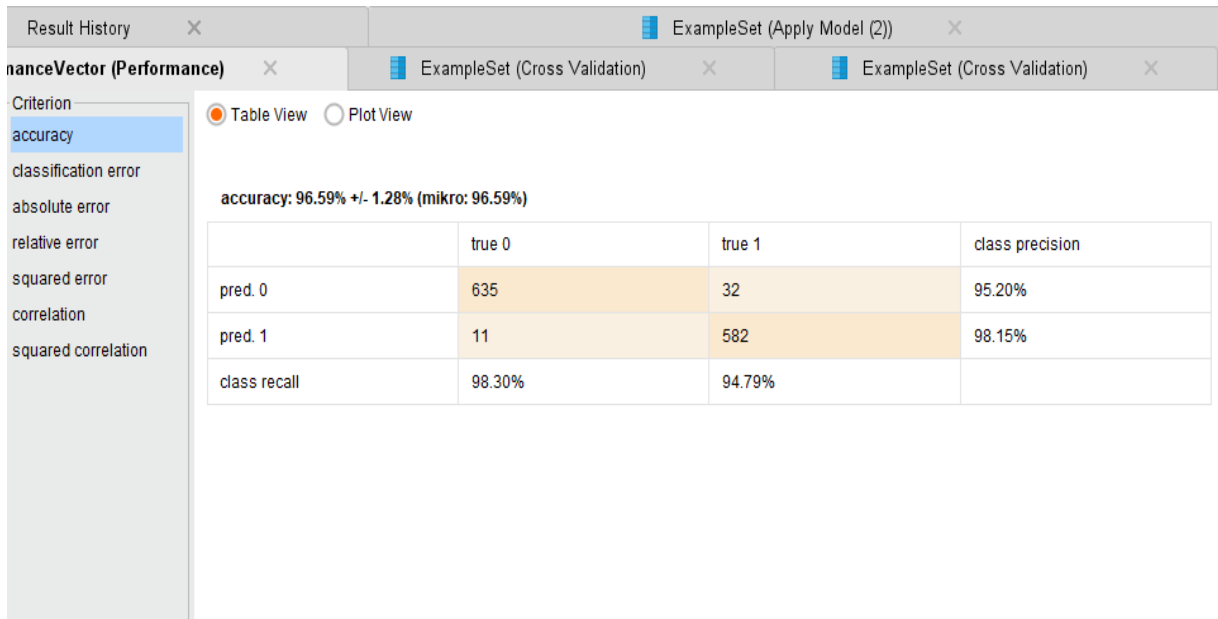 Result History
ExampleSet (Apply Model (2))
nanceVector (Performance)
ExampleSet (Cross Validation)
ExampleSet (Cross Validation)
Criterion
accuracy
classification error
absolute error
relative error
squared error
correlation
squared correlation
Table View Plot View
accuracy: 96.59% +/- 1.28% (mikro: 96.59%)
true 0 true 1 class precision
pred. 0 635 32 95.20%
pred. 1 11 582 98.15%
class recall 98.30% 94.79%